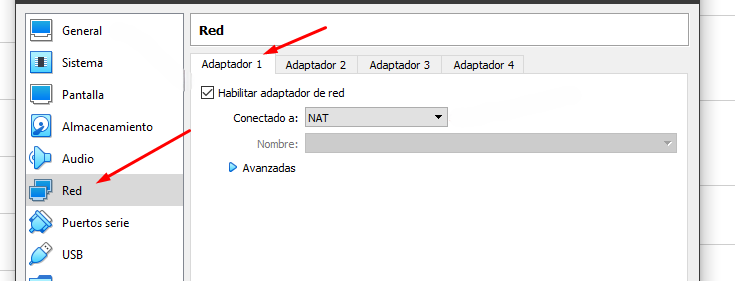 General
Sistema
Pantalla
Almacenamiento
Audio
Red
Puertos serie
USB
Red
Adaptador 1 Adaptador 2 Adaptador 3 Adaptador 4
Habilitar adaptador de red
Conectado a: NAT
Nombre:
Avanzadas